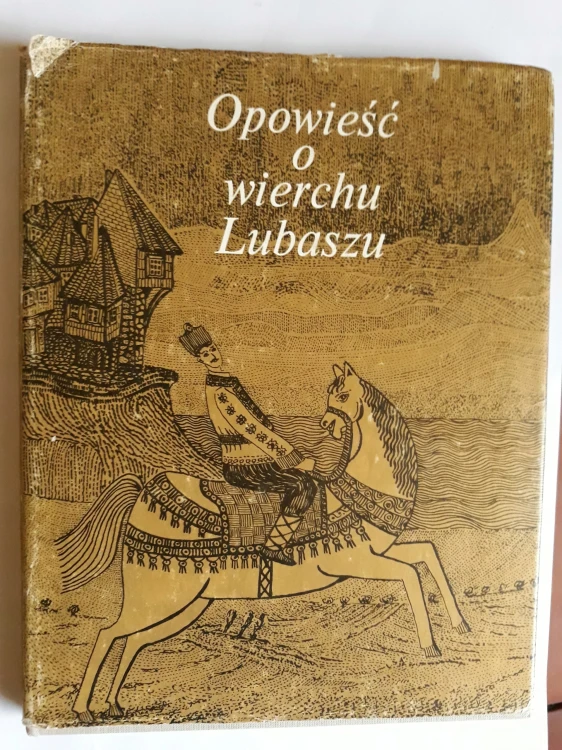 Opowieść
o
wierchu
Lubaszu